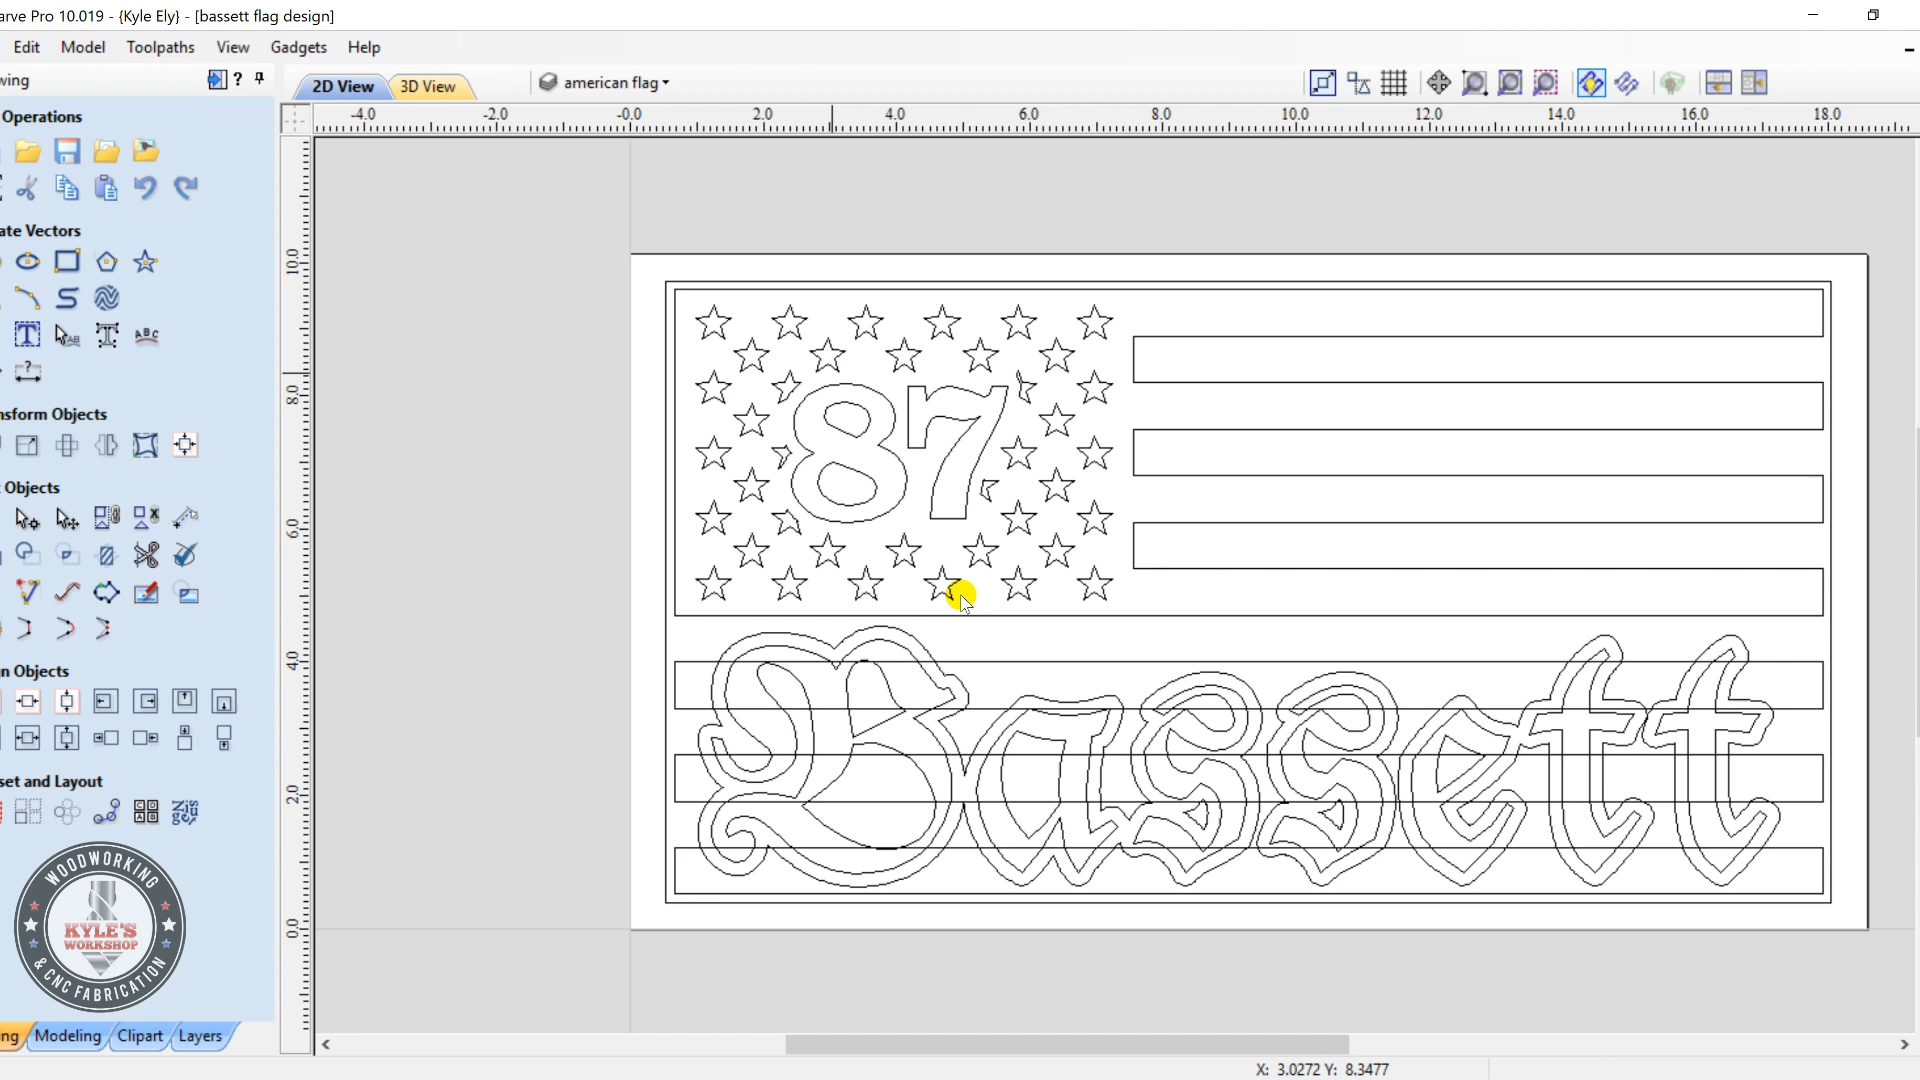 arve Pro 10.019 - {Kyle Ely} - [bassett flag design]
Edit Model Toolpaths View Gadgets Help
wing ?
2D View 3D View american flag
-4.0 -2.0 -0.0 2.0 4.0 6.0 8.0 10.0 12.0 14.0 16.0 18.0
Operations
ate Vectors
T
ABC
nsform Objects
Objects
n Objects
set and Layout
10.0
8.0
6.0
4.0
2.0
0.0
87
Bassett
WOODWORKING
KYLE'S
WORKSHOP
& CNC FABRICATION
ng Modeling Clipart Layers
X: 3.0272 Y: 8.3477